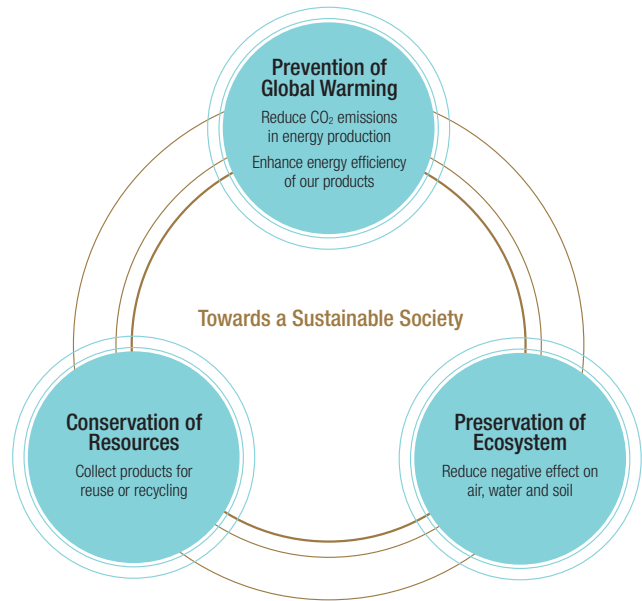 Prevention of
Global Warming
Reduce CO₂ emissions
in energy production
Enhance energy efficiency
of our products
Towards a Sustainable Society
Conservation of
Resources
Collect products for
reuse or recycling
Preservation of
Ecosystem
Reduce negative effect on
air, water and soil